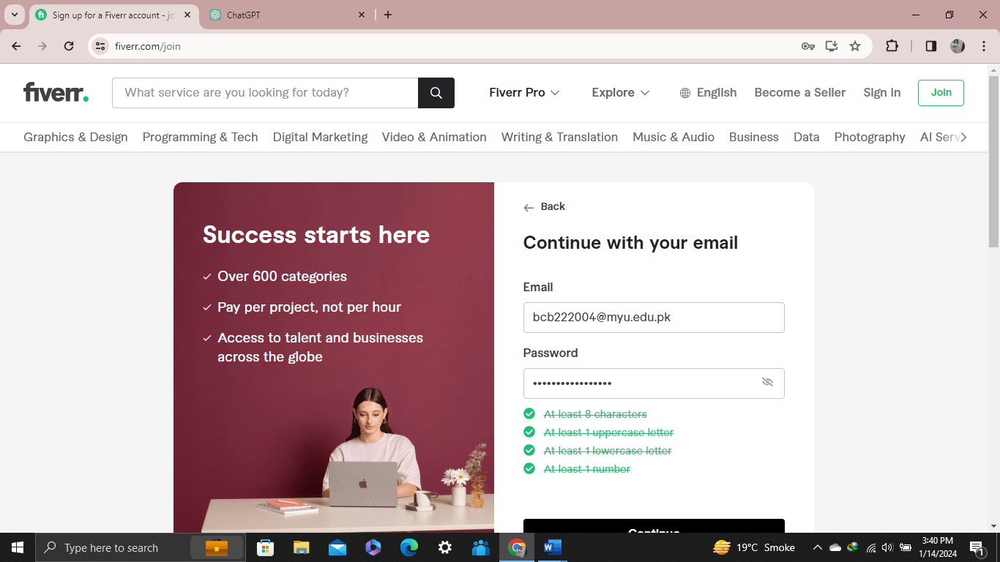 Sign up for a Fiverr account - jo
ChatGPT
fiverr.com/join
fiverr.
What service are you looking for today?
Fiverr Pro
Explore
English
Become a Seller
Sign in
Join
Graphics & Design
Programming & Tech
Digital Marketing
Video & Animation
Writing & Translation
Music & Audio
Business
Data
Photography
AI Serv
Success starts here
Over 600 categories
Pay per project, not per hour
Access to talent and businesses
across the globe
Back
Continue with your email
Email
bcb222004@myu.edu.pk
Password
•••••••••••••••••
At least 8 characters
At least 1 uppercase letter
At least 1 lowercase letter
At least 1 number
Continue
Type here to search
19°C Smoke
3:40 PM
1/14/2024
1